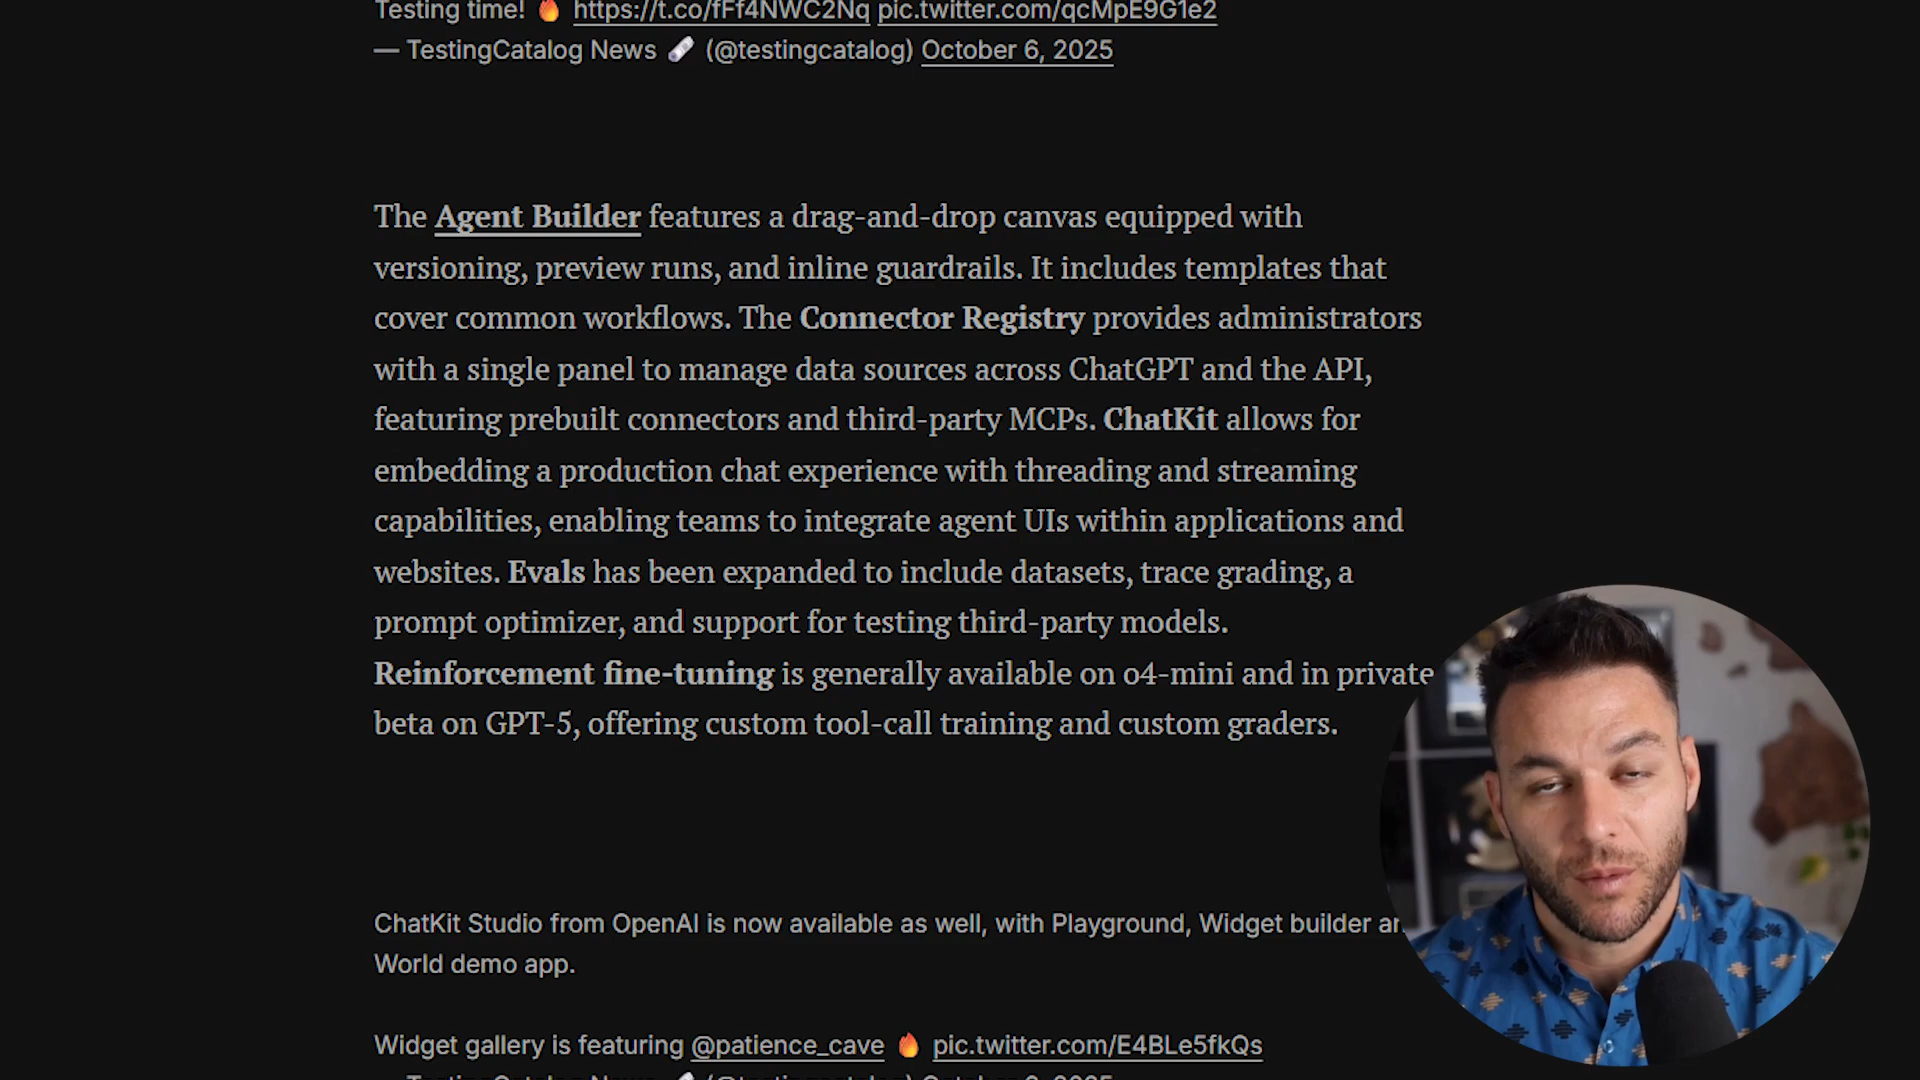 Testing time! 🔥 https://t.co/fFf4NWC2Nq pic.twitter.com/qcMpE9G1e2
— TestingCatalog News 🗞 (@testingcatalog) October 6, 2025
The Agent Builder features a drag-and-drop canvas equipped with
versioning, preview runs, and inline guardrails. It includes templates that
cover common workflows. The Connector Registry provides administrators
with a single panel to manage data sources across ChatGPT and the API,
featuring prebuilt connectors and third-party MCPs. ChatKit allows for
embedding a production chat experience with threading and streaming
capabilities, enabling teams to integrate agent UIs within applications and
websites. Evals has been expanded to include datasets, trace grading, a
prompt optimizer, and support for testing third-party models.
Reinforcement fine-tuning is generally available on o4-mini and in private
beta on GPT-5, offering custom tool-call training and custom graders.
ChatKit Studio from OpenAI is now available as well, with Playground, Widget builder
World demo app.
Widget gallery is featuring @patience_cave 🔥 pic.twitter.com/E4BLe5fkQs